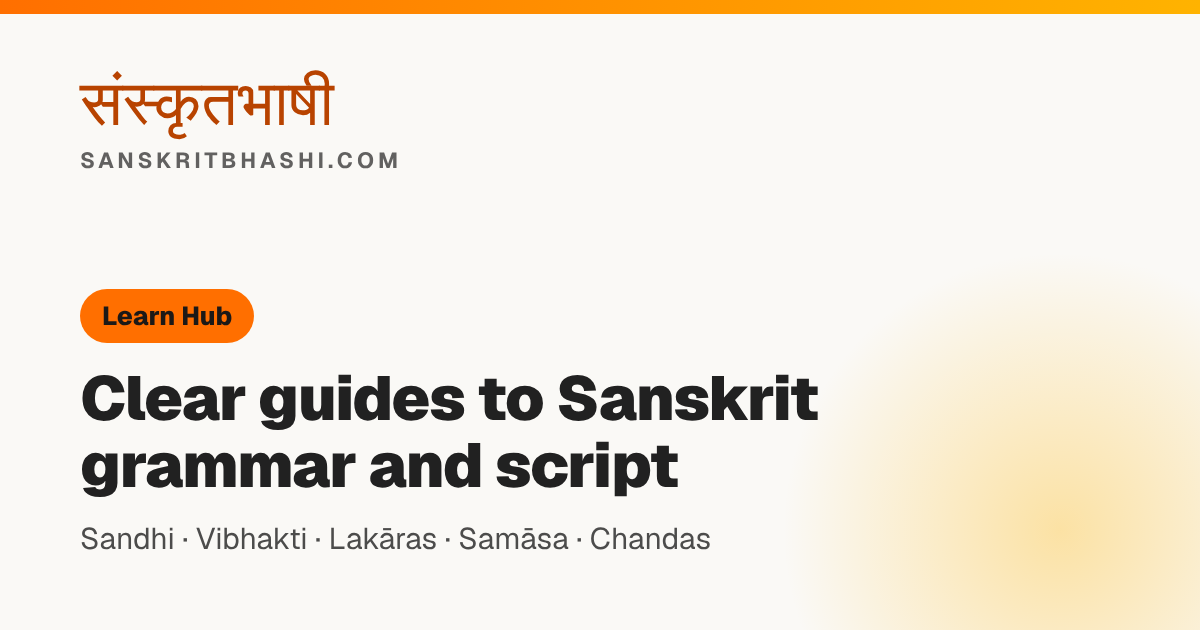 संस्कृतभाषी
SANSKRITBHASHI.COM
Learn Hub
Clear guides to Sanskrit
grammar and script
Sandhi · Vibhakti · Lakāras · Samāsa · Chandas